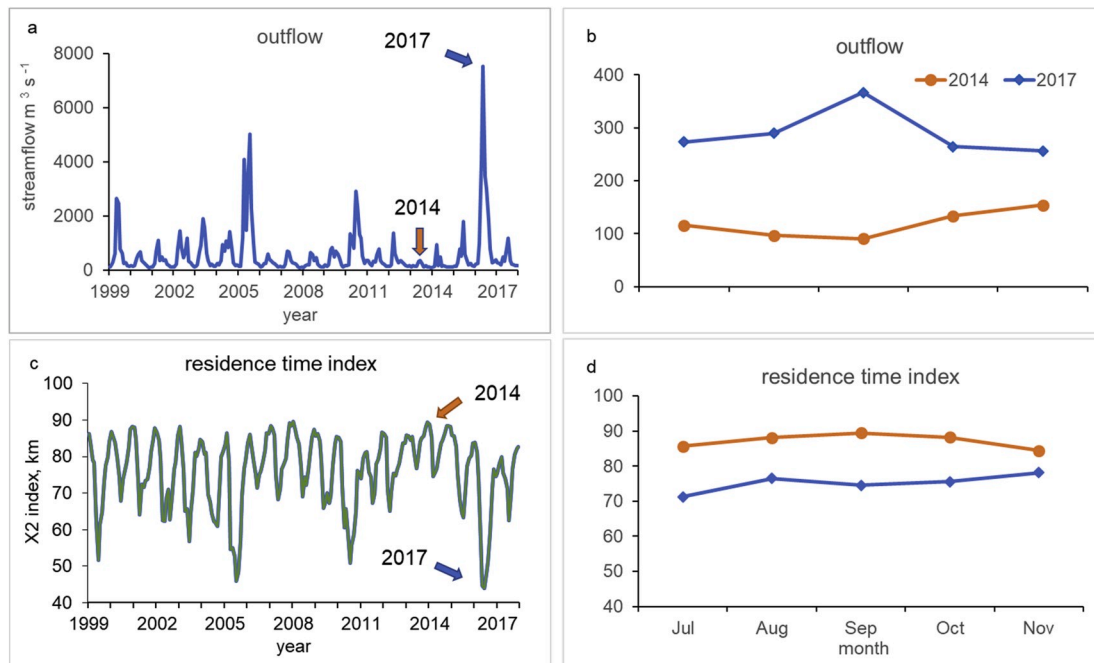 a
outflow
2017
8000
6000
4000
2000
0
streamflow m 3 s -1
2014
1999 2002 2005 2008 2011 2014 2017
year
b
outflow
2014 2017
400
300
200
100
0
c
residence time index
2014
100
90
80
70
60
50
40
X2 index, km
2017
1999 2002 2005 2008 2011 2014 2017
year
d
residence time index
100
90
80
70
60
50
40
Jul Aug Sep Oct Nov
month